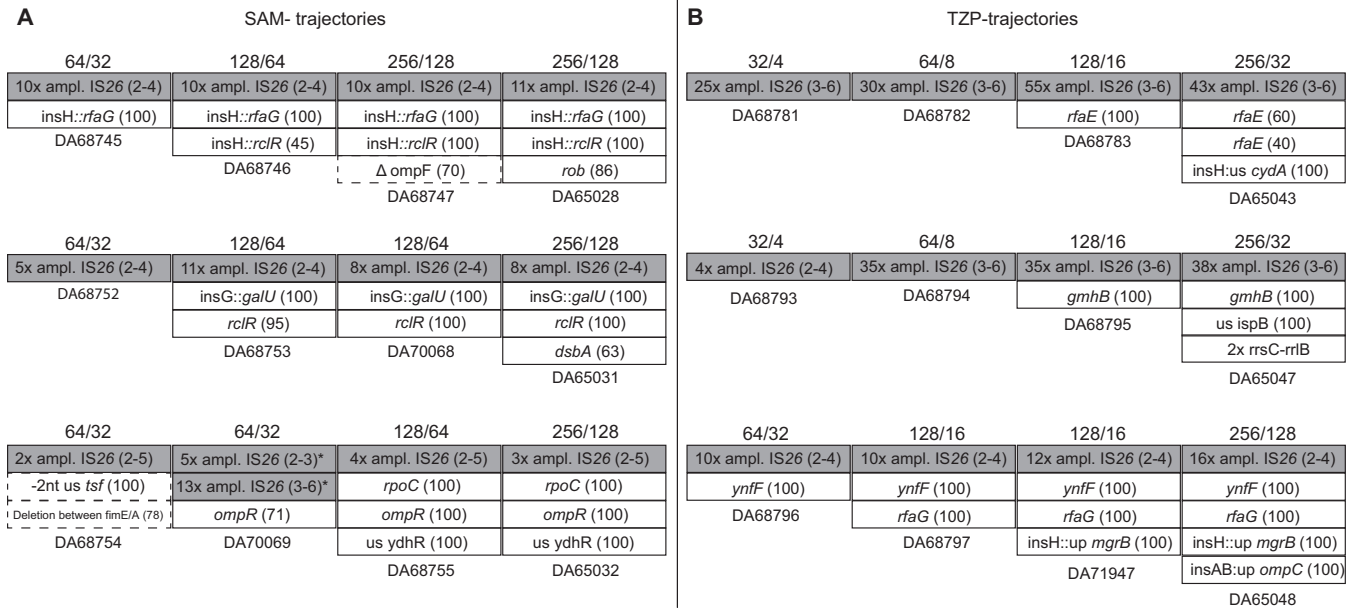 A
SAM- trajectories
64/32 128/64 256/128 256/128
10x ampl. IS26 (2-4) 10x ampl. IS26 (2-4) 10x ampl. IS26 (2-4) 11x ampl. IS26 (2-4)
insH::rfaG (100) insH::rfaG (100) insH::rfaG (100) insH::rfaG (100)
DA68745 insH::rclR (45) insH::rclR (100) insH::rclR (100)
DA68746 Δ ompF (70) rob (86)
DA68747 DA65028
64/32 128/64 128/64 256/128
5x ampl. IS26 (2-4) 11x ampl. IS26 (2-4) 8x ampl. IS26 (2-4) 8x ampl. IS26 (2-4)
DA68752 insG::galU (100) insG::galU (100) insG::galU (100)
rclR (95) rclR (100) rclR (100)
DA68753 DA70068 dsbA (63)
DA65031
64/32 64/32 128/64 256/128
2x ampl. IS26 (2-5) 5x ampl. IS26 (2-3)* 4x ampl. IS26 (2-5) 3x ampl. IS26 (2-5)
-2nt us tsf (100) 13x ampl. IS26 (3-6)* rpoC (100) rpoC (100)
Deletion between fimE/A (78) ompR (71) ompR (100) ompR (100)
DA68754 DA70069 us ydhR (100) us ydhR (100)
DA68755 DA65032
B
TZP-trajectories
32/4 64/8 128/16 256/32
25x ampl. IS26 (3-6) 30x ampl. IS26 (3-6) 55x ampl. IS26 (3-6) 43x ampl. IS26 (3-6)
DA68781 DA68782 rfaE (100) rfaE (60)
DA68783 rfaE (40)
insH:us cydA (100)
DA65043
32/4 64/8 128/16 256/32
4x ampl. IS26 (2-4) 35x ampl. IS26 (3-6) 35x ampl. IS26 (3-6) 38x ampl. IS26 (3-6)
DA68793 DA68794 gmhB (100) gmhB (100)
DA68795 us ispB (100)
2x rrsC-rrlB
DA65047
64/32 128/16 128/16 256/32
10x ampl. IS26 (2-4) 10x ampl. IS26 (2-4) 12x ampl. IS26 (2-4) 16x ampl. IS26 (2-4)
ynfF (100) ynfF (100) ynfF (100) ynfF (100)
DA68796 rfaG (100) rfaG (100) rfaG (100)
DA68797 insH::up mgrB (100) insH::up mgrB (100)
DA71947 insAB:up ompC (100)
DA65048